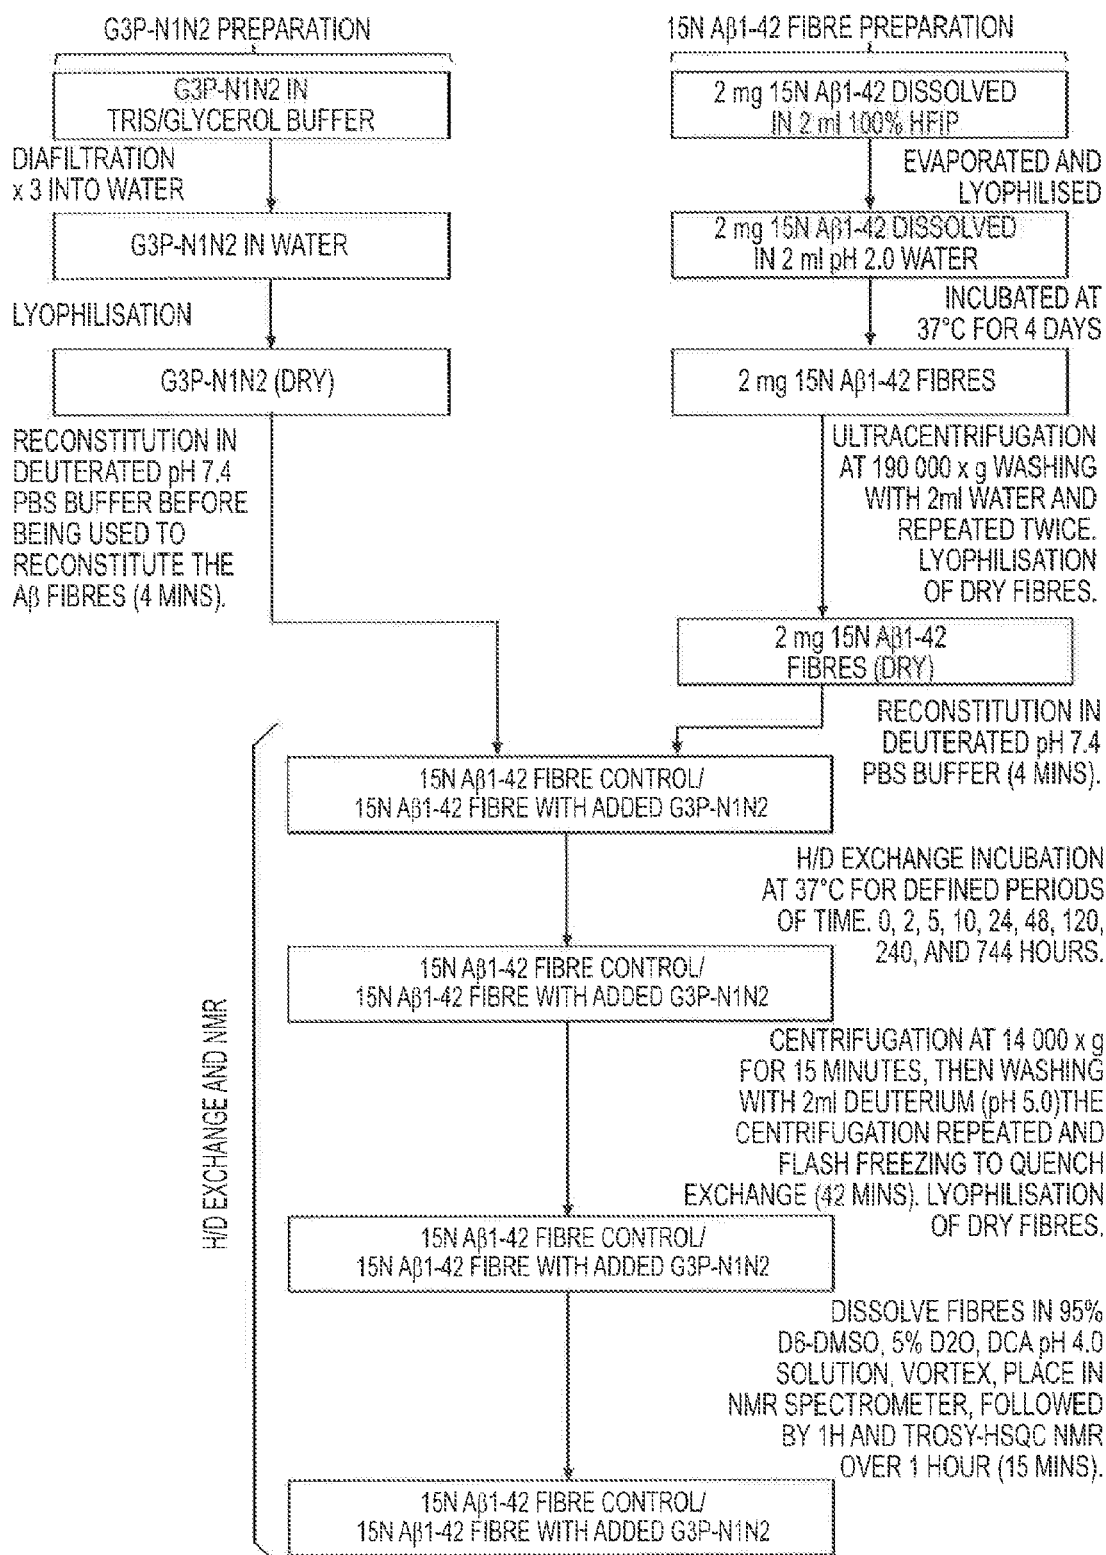 G3P-N1N2 PREPARATION
G3P-N1N2 IN
TRIS/GLYCEROL BUFFER
DIAFILTRATION
x 3 INTO WATER
G3P-N1N2 IN WATER
LYOPHILISATION
G3P-N1N2 (DRY)
RECONSTITUTION IN
DEUTERATED pH 7.4
PBS BUFFER BEFORE
BEING USED TO
RECONSTITUTE THE
Aβ FIBRES (4 MINS).
15N Aβ1-42 FIBRE PREPARATION
2 mg 15N Aβ1-42 DISSOLVED
IN 2 ml 100% HFIP
EVAPORATED AND
LYOPHILISED
2 mg 15N Aβ1-42 DISSOLVED
IN 2 ml pH 2.0 WATER
INCUBATED AT
37°C FOR 4 DAYS
2 mg 15N Aβ1-42 FIBRES
ULTRACENTRIFUGATION
AT 190 000 x g WASHING
WITH 2ml WATER AND
REPEATED TWICE.
LYOPHILISATION
OF DRY FIBRES.
2 mg 15N Aβ1-42
FIBRES (DRY)
RECONSTITUTION IN
DEUTERATED pH 7.4
PBS BUFFER (4 MINS).
H/D EXCHANGE AND NMR
15N Aβ1-42 FIBRE CONTROL/
15N Aβ1-42 FIBRE WITH ADDED G3P-N1N2
H/D EXCHANGE INCUBATION
AT 37°C FOR DEFINED PERIODS
OF TIME. 0, 2, 5, 10, 24, 48, 120,
240, AND 744 HOURS.
15N Aβ1-42 FIBRE CONTROL/
15N Aβ1-42 FIBRE WITH ADDED G3P-N1N2
CENTRIFUGATION AT 14 000 x g
FOR 15 MINUTES, THEN WASHING
WITH 2ml DEUTERIUM (pH 5.0)THE
CENTRIFUGATION REPEATED AND
FLASH FREEZING TO QUENCH
EXCHANGE (42 MINS). LYOPHILISATION
OF DRY FIBRES.
15N Aβ1-42 FIBRE CONTROL/
15N Aβ1-42 FIBRE WITH ADDED G3P-N1N2
DISSOLVE FIBRES IN 95%
D6-DMSO, 5% D2O, DCA pH 4.0
SOLUTION, VORTEX, PLACE IN
NMR SPECTROMETER, FOLLOWED
BY 1H AND TROSY-HSQC NMR
OVER 1 HOUR (15 MINS).
15N Aβ1-42 FIBRE CONTROL/
15N Aβ1-42 FIBRE WITH ADDED G3P-N1N2